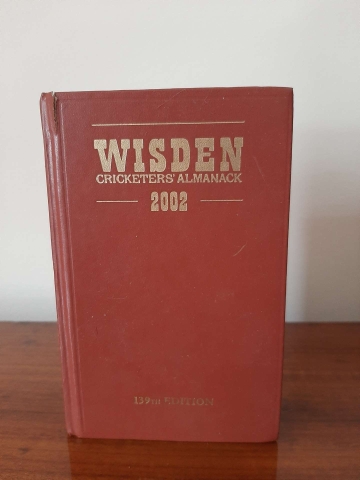 WISDEN
CRICKETERS' ALMANACK
2002
139th EDITION